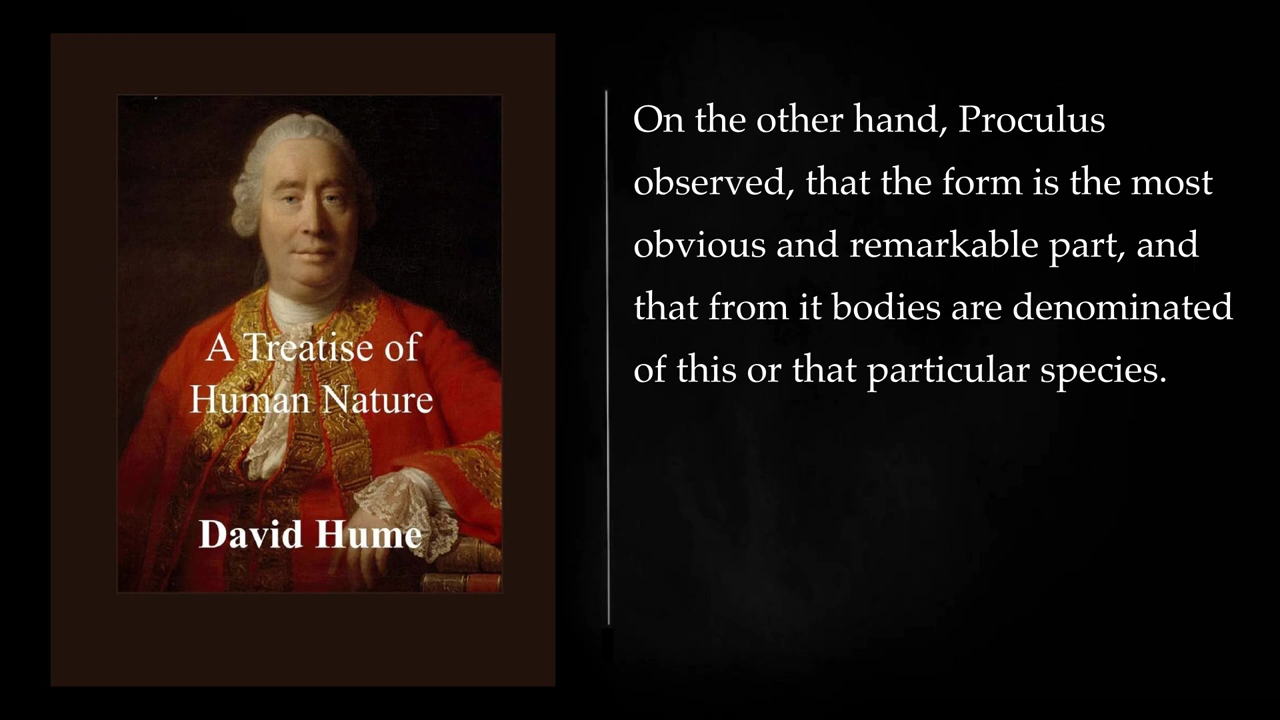 A Treatise of
Human Nature
David Hume
On the other hand, Proculus
observed, that the form is the most
obvious and remarkable part, and
that from it bodies are denominated
of this or that particular species.